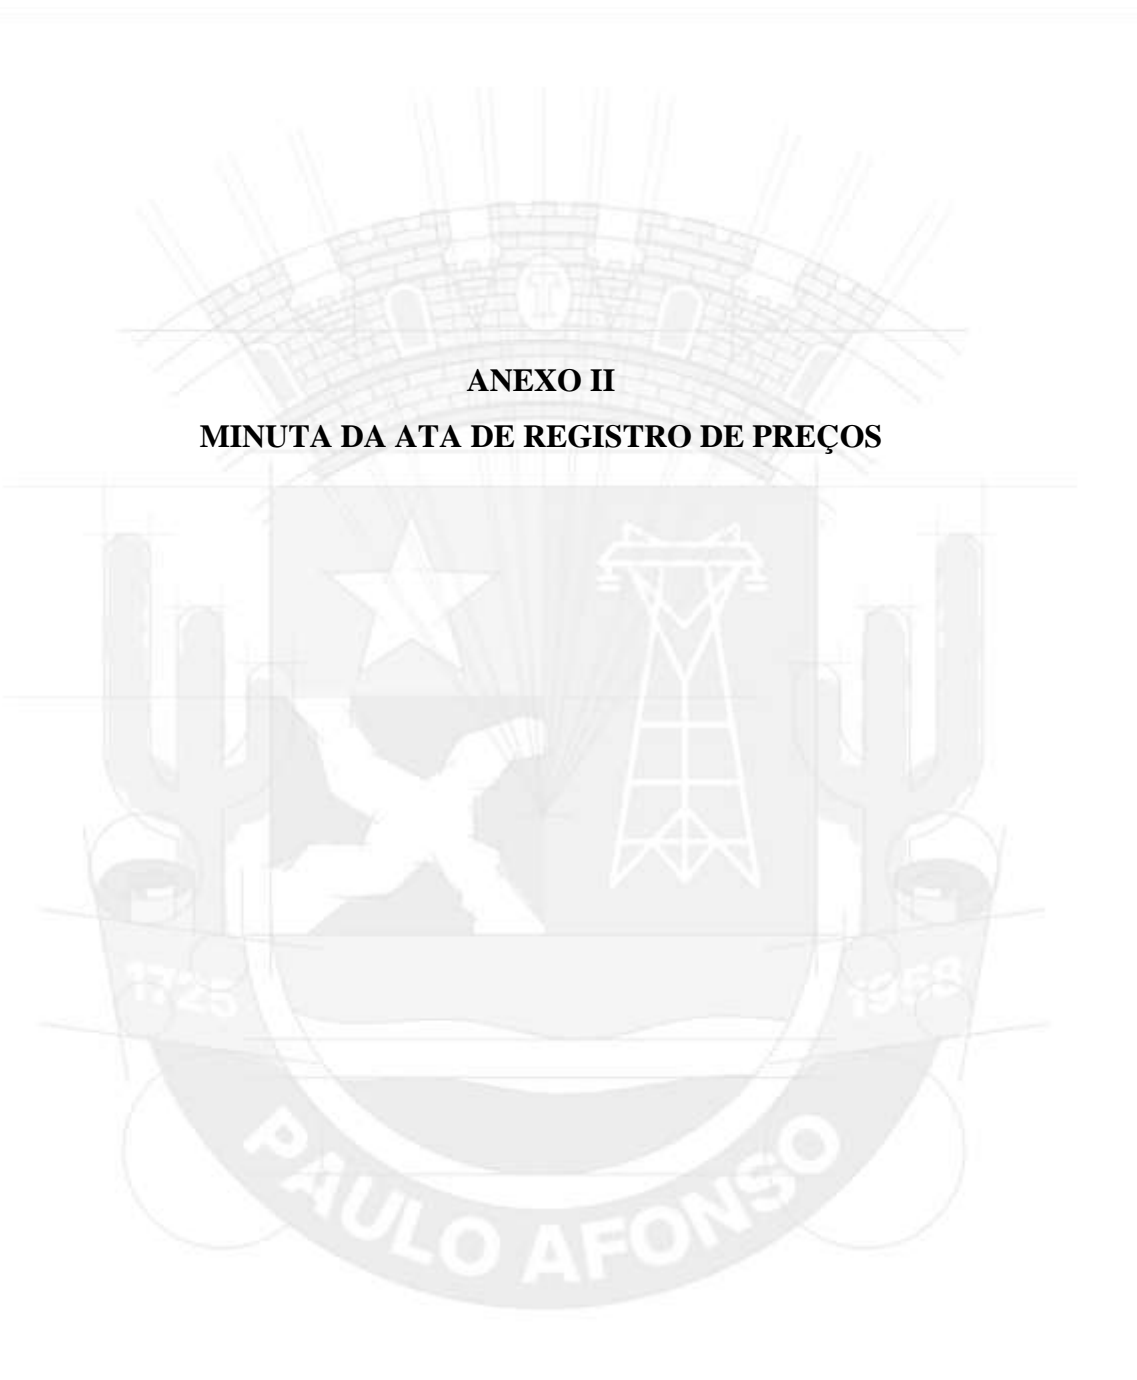 ANEXO II
MINUTA DA ATA DE REGISTRO DE PREÇOS
1725
1958
PAULO AFONSO